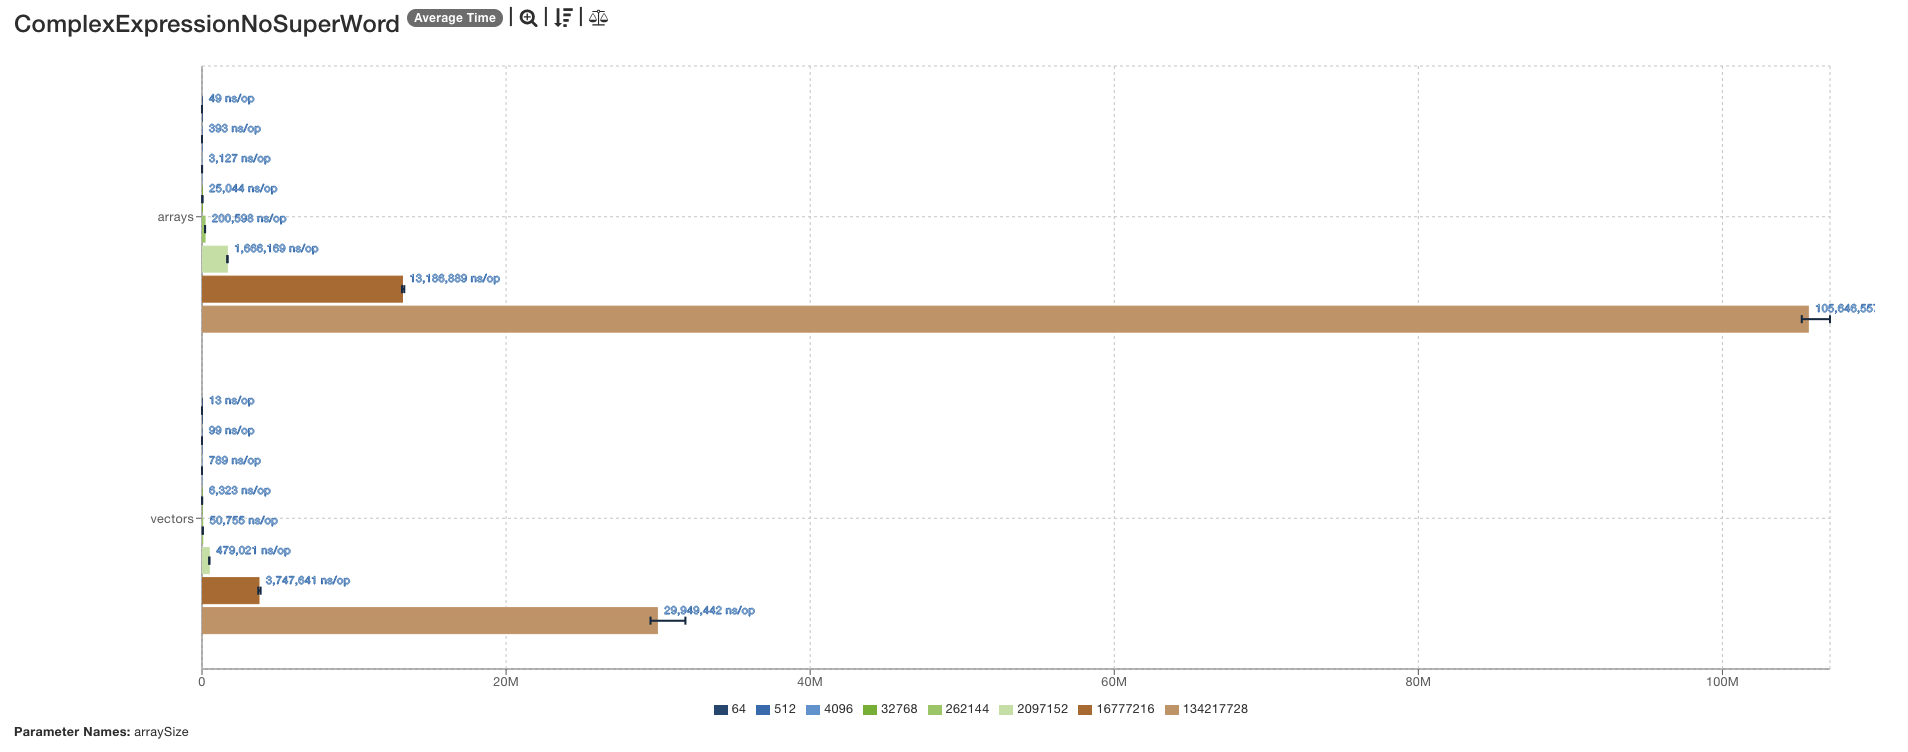 ComplexExpressionNoSuperWord Average Time
49 ns/op
393 ns/op
3,127 ns/op
25,044 ns/op
arrays
200,598 ns/op
1,666,169 ns/op
13,186,889 ns/op
105,646,55
13 ns/op
99 ns/op
789 ns/op
6,323 ns/op
vectors
50,755 ns/op
479,021 ns/op
3,747,641 ns/op
29,949,442 ns/op
0 20M 40M 60M 80M 100M
64 512 4096 32768 262144 2097152 16777216 134217728
Parameter Names: arraySize